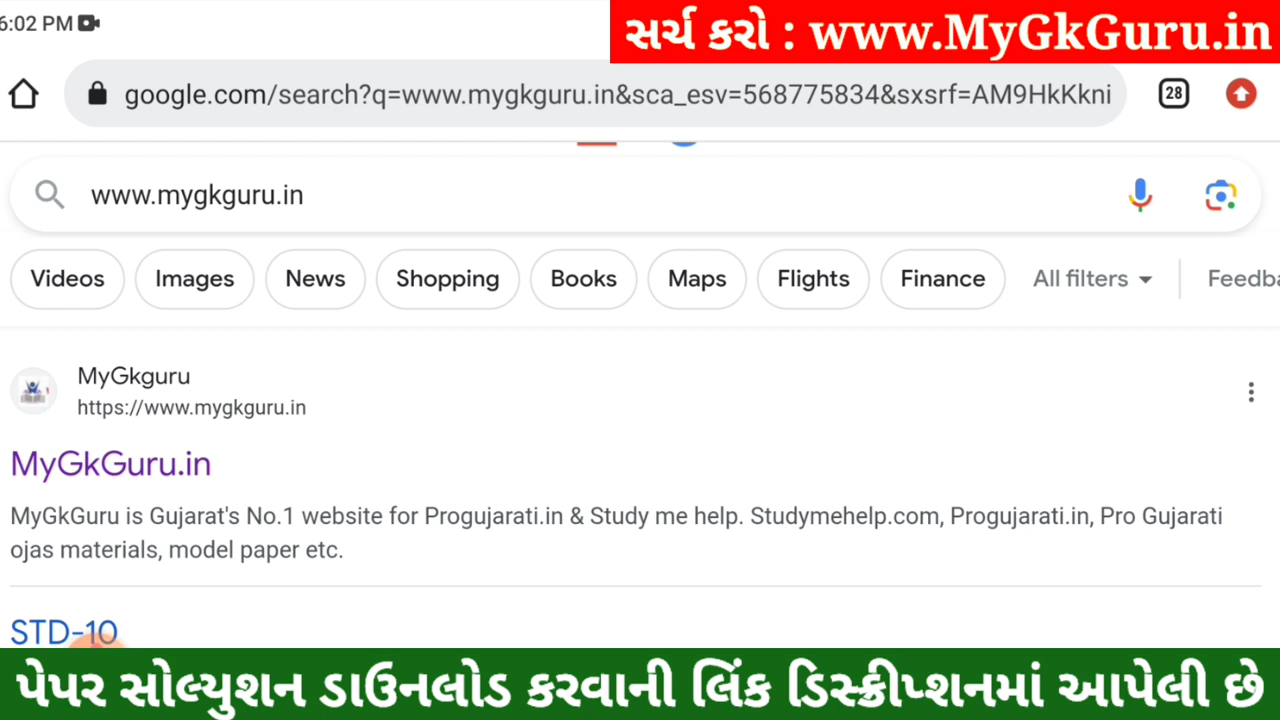 6:02 PM
સર્ચ કરો : www.MyGkGuru.in
google.com/search?q=www.mygkguru.in&sca_esv=568775834&sxsrf=AM9HkKkni
28
www.mygkguru.in
Videos Images News Shopping Books Maps Flights Finance All filters Feedba
MyGkguru
https://www.mygkguru.in
MyGkGuru.in
MyGkGuru is Gujarat's No.1 website for Progujarati.in & Study me help. Studymehelp.com, Progujarati.in, Pro Gujarati
ojas materials, model paper etc.
STD-10
પેપર સોલ્યુશન ડાઉનલોડ કરવાની લિંક ડિસ્ક્રીપ્શનમાં આપેલી છે